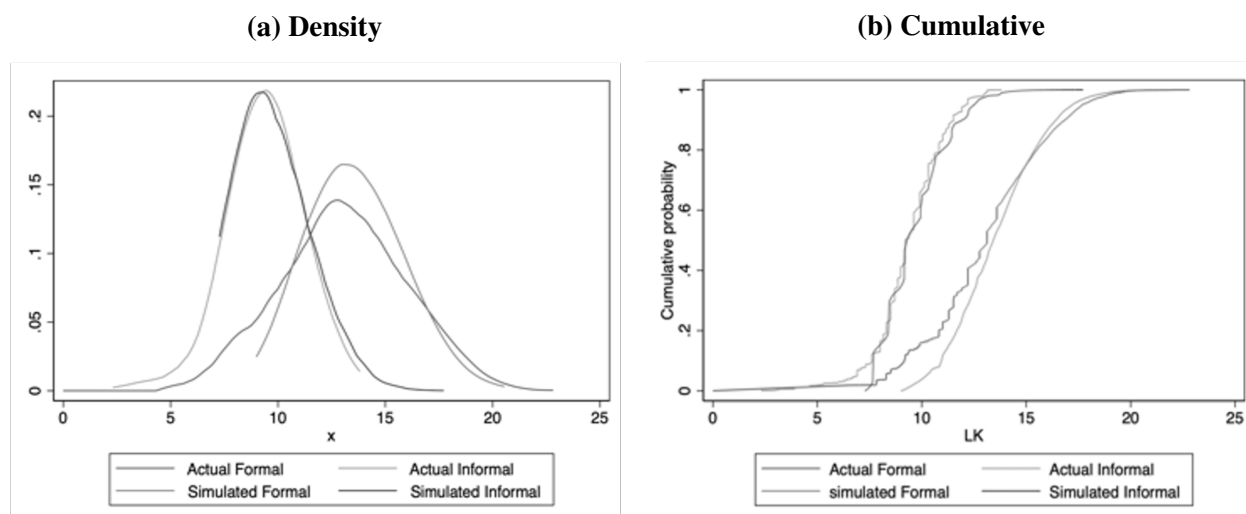 (a) Density
(b) Cumulative
.2
.15
.1
.05
0
0 5 10 15 20 25
x
Actual Formal Actual Informal
Simulated Formal Simulated Informal
1
.8
.6
.4
.2
0
Cumulative probability
0 5 10 15 20 25
LK
Actual Formal Actual Informal
simulated Formal Simulated Informal